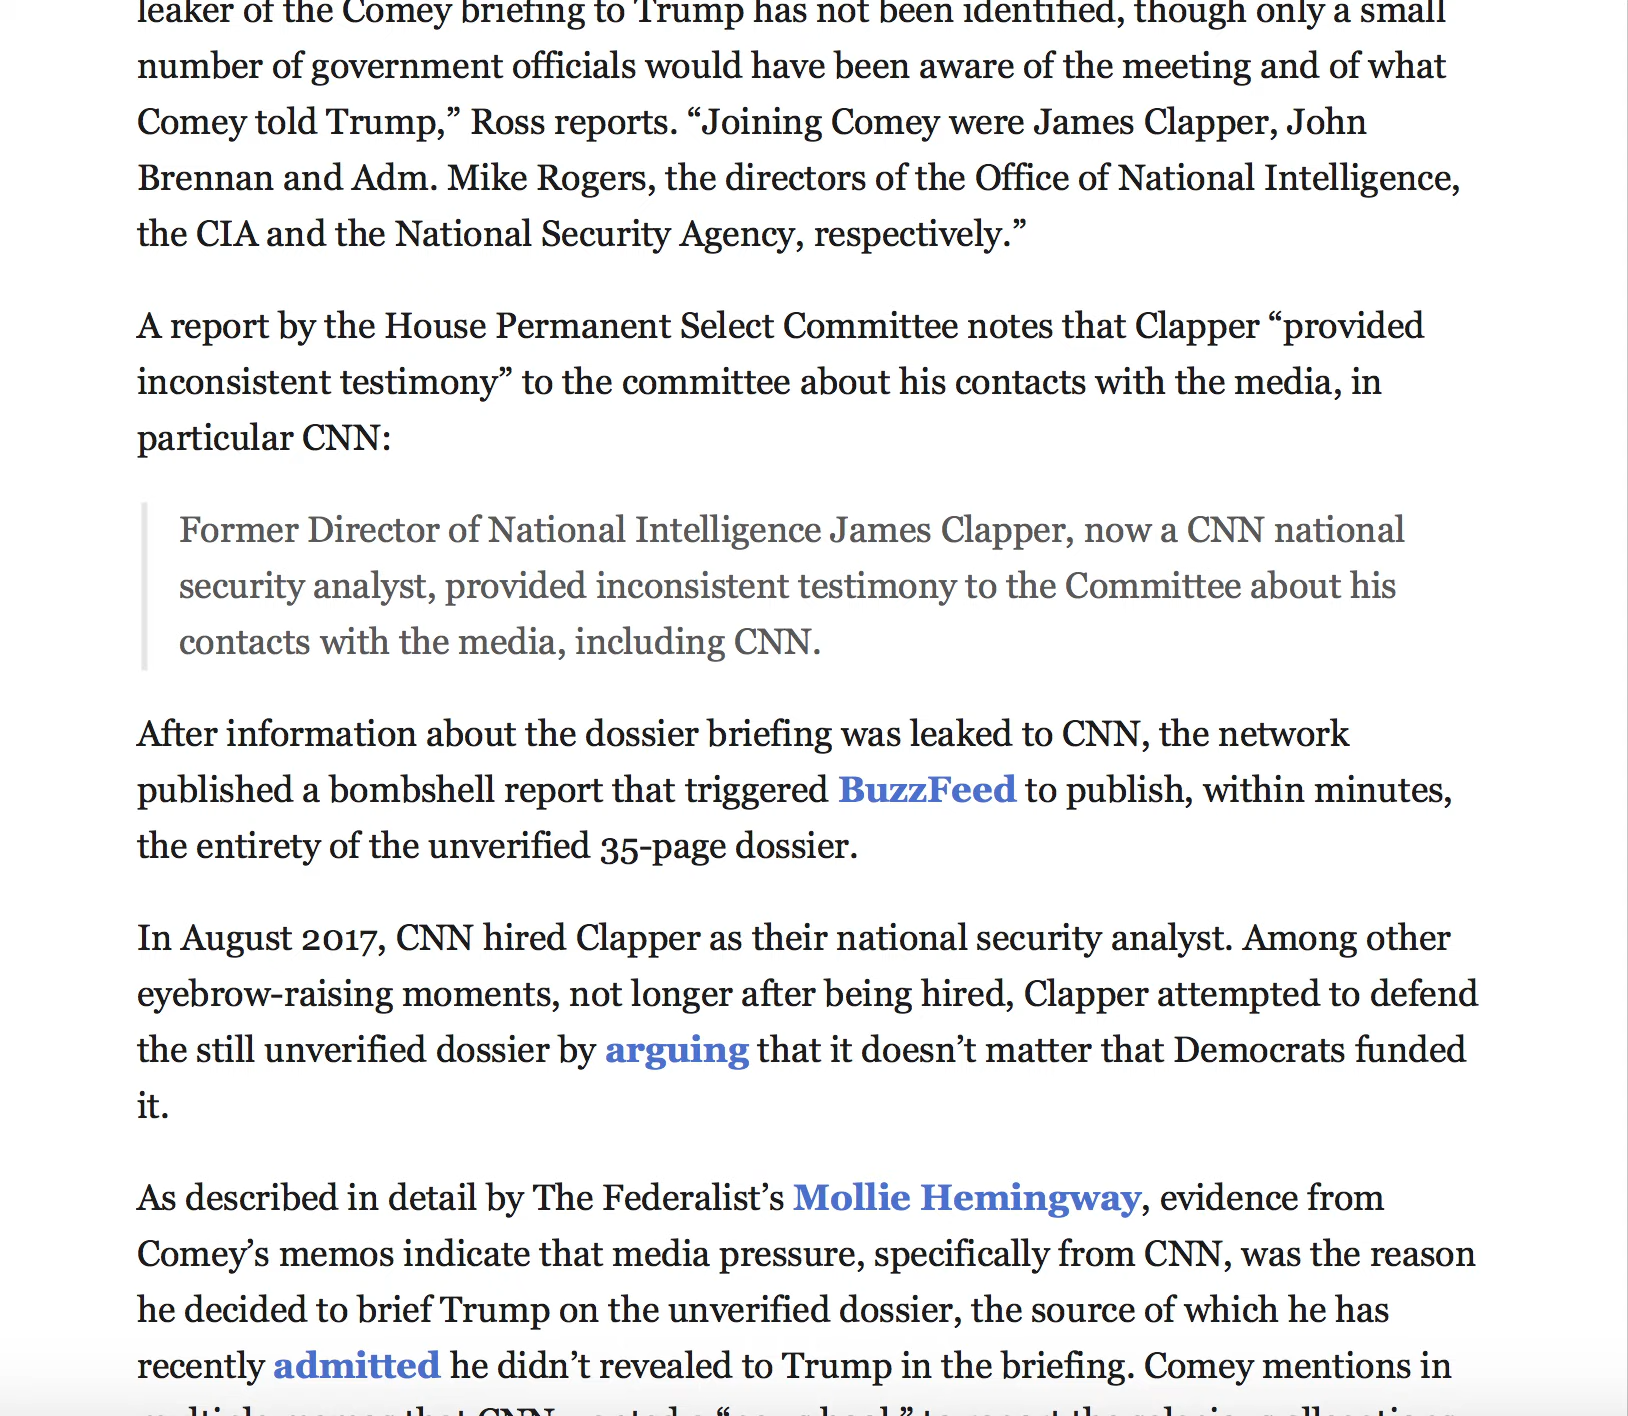 leaker of the Comey briefing to Trump has not been identified, though only a small
number of government officials would have been aware of the meeting and of what
Comey told Trump,” Ross reports. “Joining Comey were James Clapper, John
Brennan and Adm. Mike Rogers, the directors of the Office of National Intelligence,
the CIA and the National Security Agency, respectively.”
A report by the House Permanent Select Committee notes that Clapper “provided
inconsistent testimony” to the committee about his contacts with the media, in
particular CNN:
Former Director of National Intelligence James Clapper, now a CNN national
security analyst, provided inconsistent testimony to the Committee about his
contacts with the media, including CNN.
After information about the dossier briefing was leaked to CNN, the network
published a bombshell report that triggered BuzzFeed to publish, within minutes,
the entirety of the unverified 35-page dossier.
In August 2017, CNN hired Clapper as their national security analyst. Among other
eyebrow-raising moments, not longer after being hired, Clapper attempted to defend
the still unverified dossier by arguing that it doesn’t matter that Democrats funded
it.
As described in detail by The Federalist’s Mollie Hemingway, evidence from
Comey’s memos indicate that media pressure, specifically from CNN, was the reason
he decided to brief Trump on the unverified dossier, the source of which he has
recently admitted he didn’t revealed to Trump in the briefing. Comey mentions in